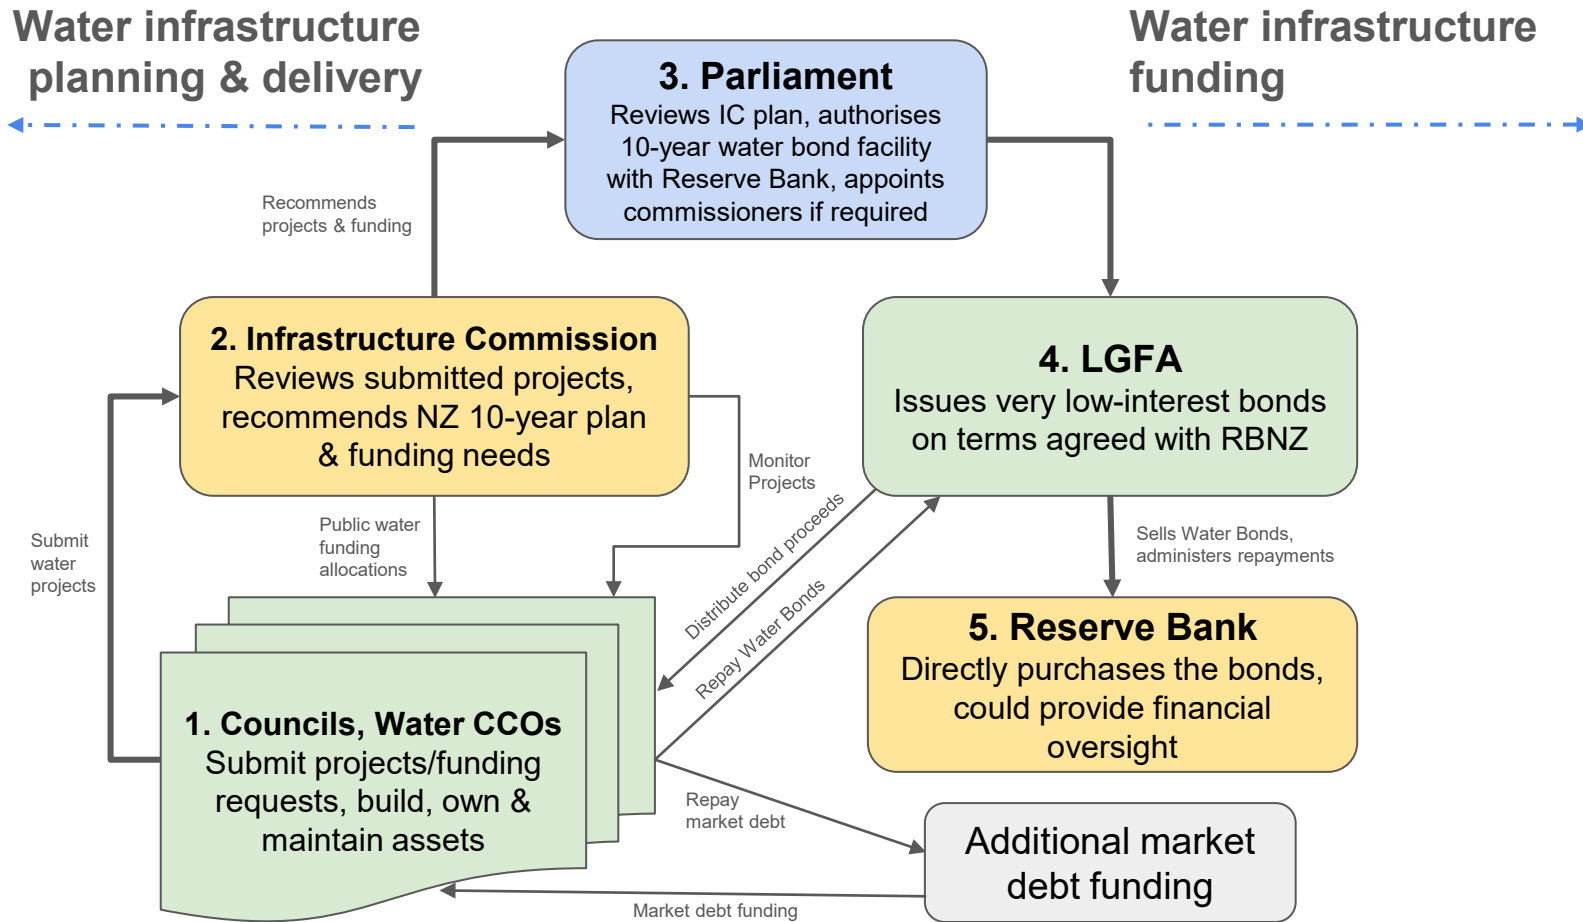 Water infrastructure
planning & delivery
Water infrastructure
funding
3. Parliament
Reviews IC plan, authorises
10-year water bond facility
with Reserve Bank, appoints
commissioners if required
Recommends
projects & funding
2. Infrastructure Commission
Reviews submitted projects,
recommends NZ 10-year plan
& funding needs
4. LGFA
Issues very low-interest bonds
on terms agreed with RBNZ
Monitor
Projects
Submit
water
projects
Public water
funding
allocations
Distribute bond proceeds
Repay Water Bonds
Sells Water Bonds,
administers repayments
5. Reserve Bank
Directly purchases the bonds,
could provide financial
oversight
1. Councils, Water CCOs
Submit projects/funding
requests, build, own &
maintain assets
Repay
market debt
Additional market
debt funding
Market debt funding